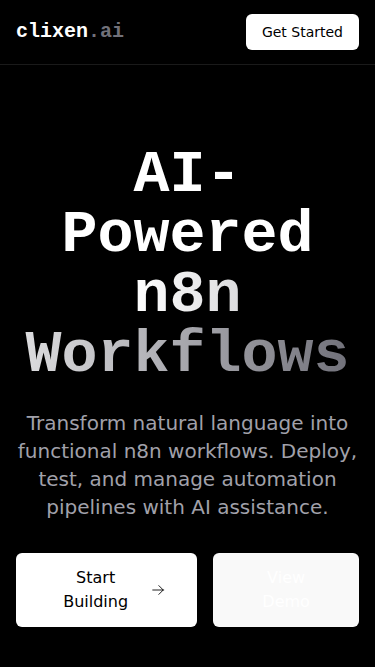 clixen.ai
Get Started
AI-
Powered
n8n
Workflows
Transform natural language into
functional n8n workflows. Deploy,
test, and manage automation
pipelines with AI assistance.
Start
Building
View
Demo